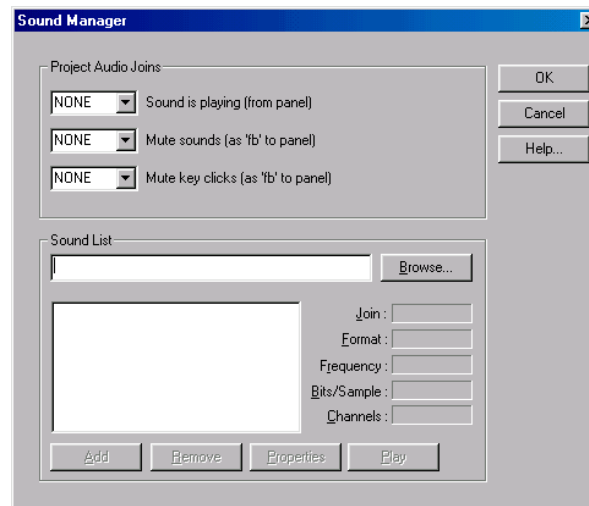 Sound Manager
Project Audio Joins
OK
NONE Sound is playing (from panel)
Cancel
NONE Mute sounds (as 'fb' to panel)
Help...
NONE Mute key clicks (as 'fb' to panel)
Sound List
Browse...
Join :
Format :
Frequency :
Bits/Sample :
Channels :
Add Remove Properties Play